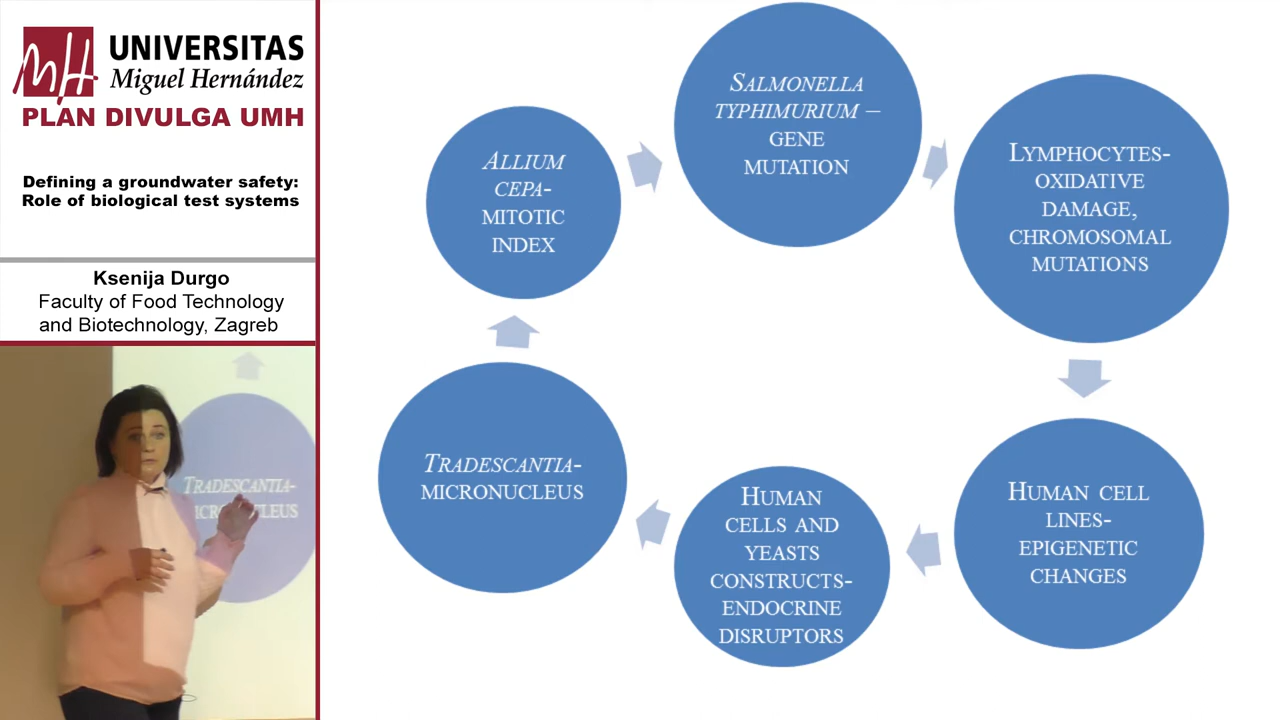 UNIVERSITAS
Miguel Hernández
PLAN DIVULGA UMH
Defining a groundwater safety:
Role of biological test systems
Ksenija Durgo
Faculty of Food Technology
and Biotechnology, Zagreb
TRADESCANTIA-
SALMONELLA
TYPHIMURIUM –
GENE
MUTATION
LYMPHOCYTES-
OXIDATIVE
DAMAGE,
CHROMOSOMAL
MUTATIONS
HUMAN CELL
LINES-
EPIGENETIC
CHANGES
HUMAN
CELLS AND
YEASTS
CONSTRUCTS-
ENDOCRINE
DISRUPTORS
TRADESCANTIA-
MICRONUCLEUS
ALLIUM
CEPA-
MITOTIC
INDEX